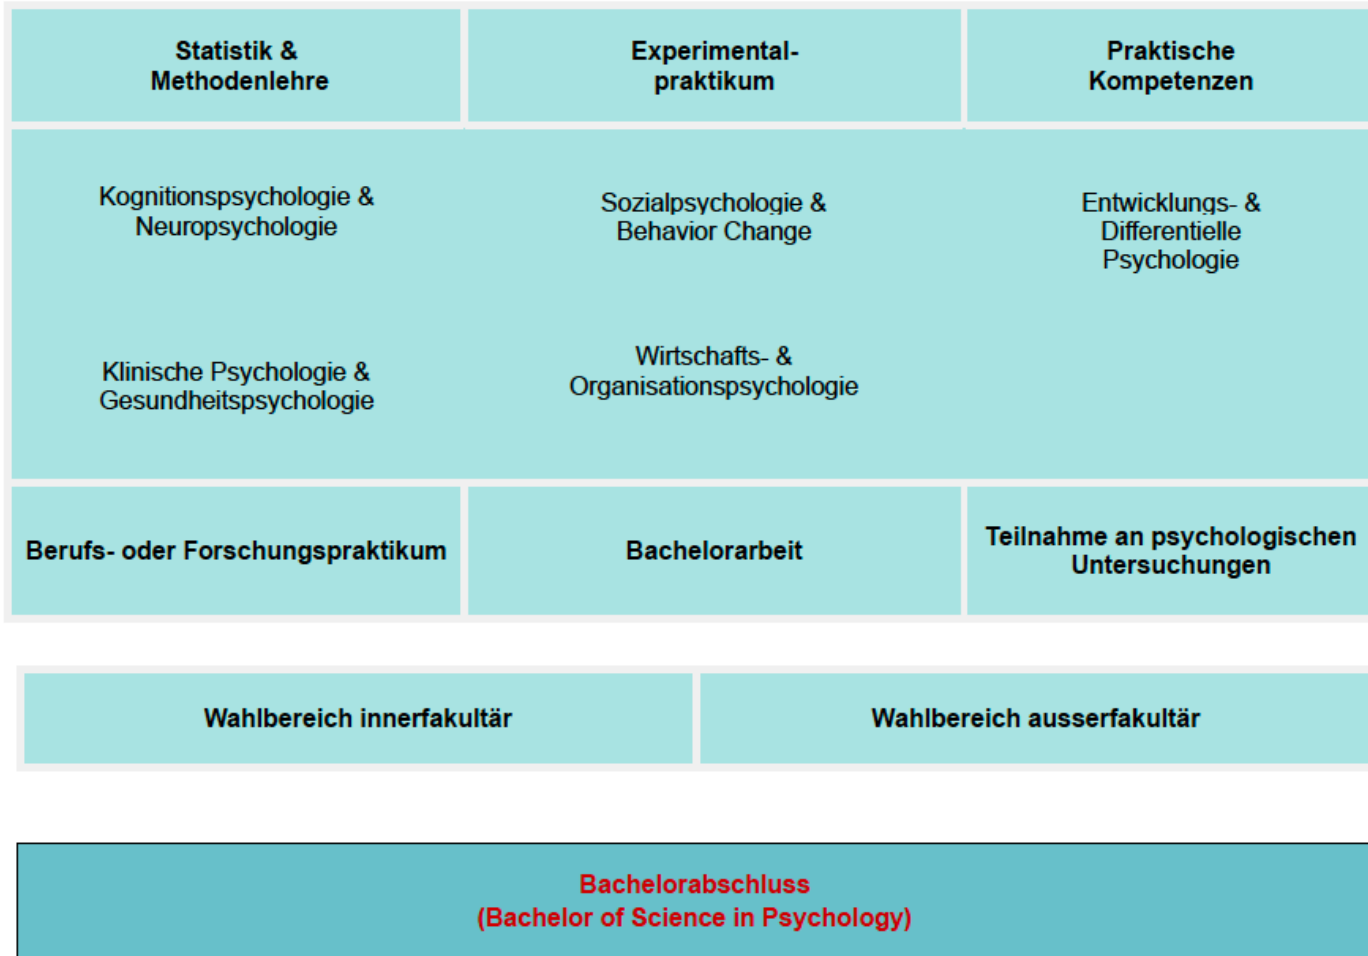 Statistik &
Methodenlehre
Experimental-
praktikum
Praktische
Kompetenzen
Kognitionspsychologie &
Neuropsychologie
Sozialpsychologie &
Behavior Change
Entwicklungs- &
Differentielle
Psychologie
Klinische Psychologie &
Gesundheitspsychologie
Wirtschafts- &
Organisationspsychologie
Berufs- oder Forschungspraktikum
Bachelorarbeit
Teilnahme an psychologischen
Untersuchungen
Wahlbereich innerfakultär
Wahlbereich ausserfakultär
Bachelorabschluss
(Bachelor of Science in Psychology)